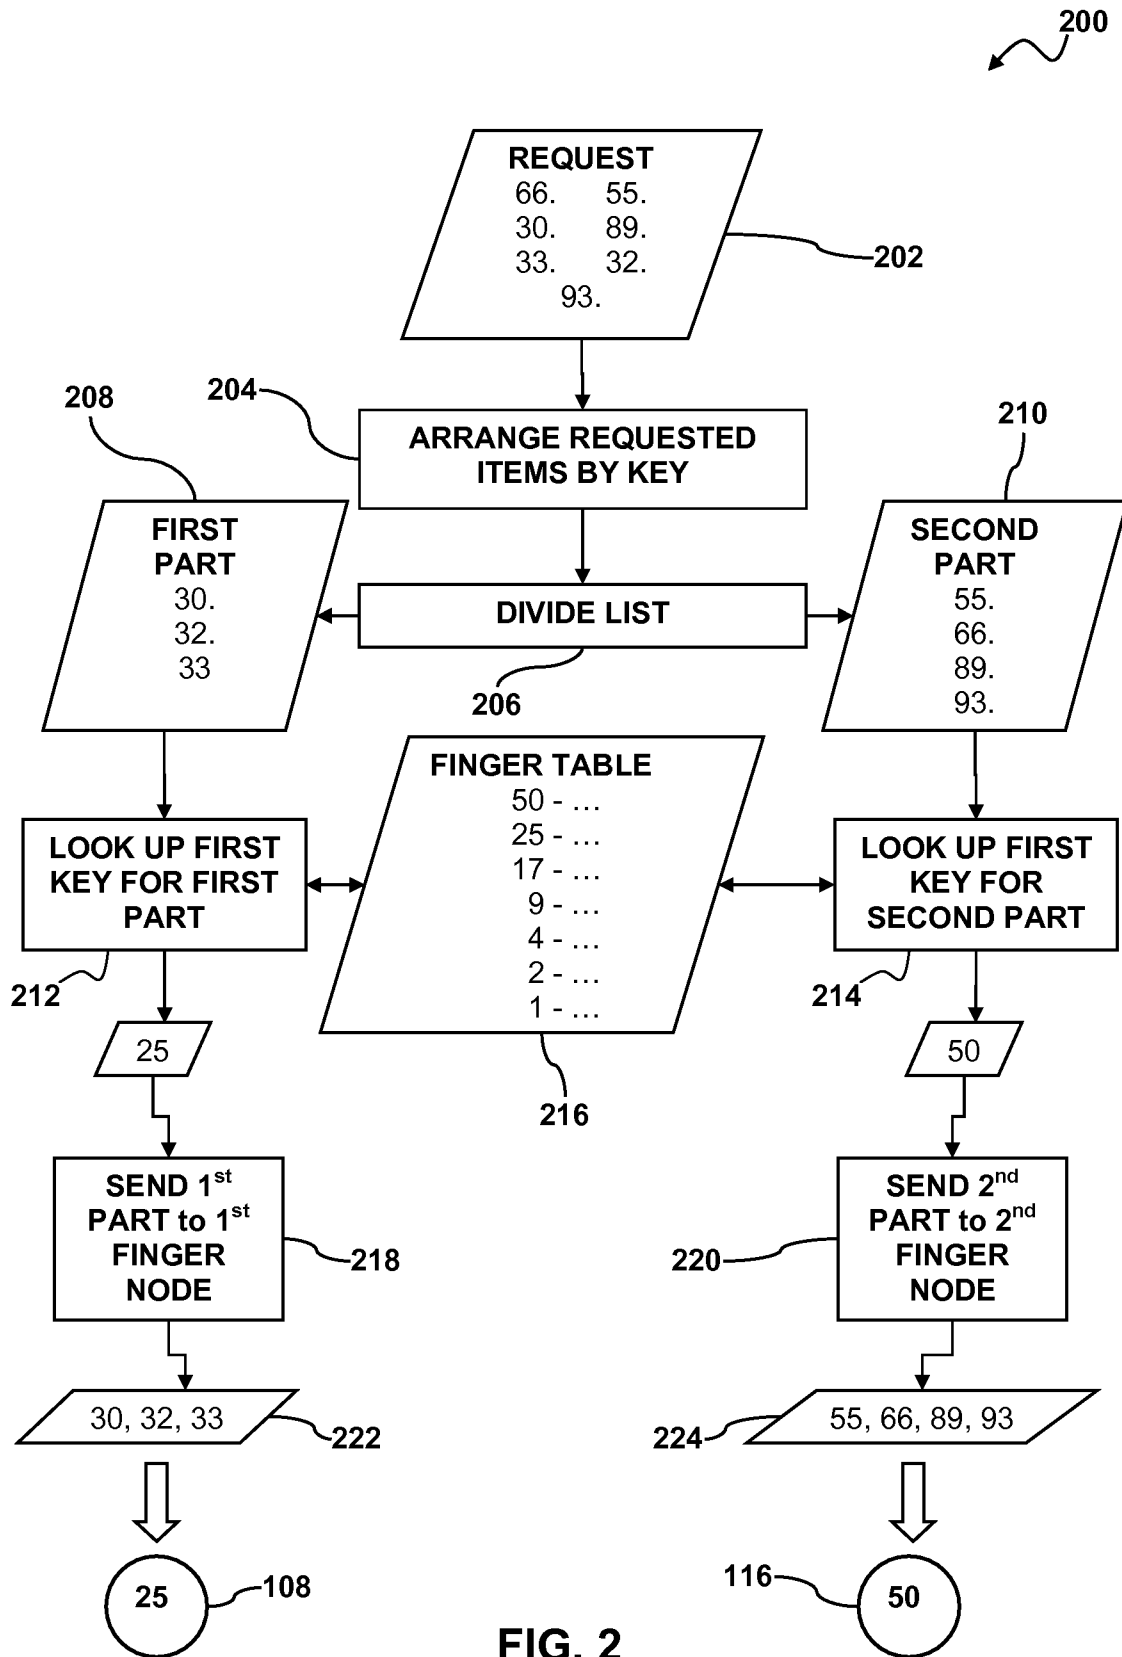 200
REQUEST
66. 55.
30. 89.
33. 32.
93.
202
204
ARRANGE REQUESTED
ITEMS BY KEY
208
FIRST
PART
30.
32.
33
210
SECOND
PART
55.
66.
89.
93.
DIVIDE LIST
206
FINGER TABLE
50 - ...
25 - ...
17 - ...
9 - ...
4 - ...
2 - ...
1 - ...
216
LOOK UP FIRST
KEY FOR FIRST
PART
212
LOOK UP FIRST
KEY FOR
SECOND PART
214
25
50
SEND 1st
PART to 1st
FINGER
NODE
218
SEND 2nd
PART to 2nd
FINGER
NODE
220
30, 32, 33
222
55, 66, 89, 93
224
25
108
50
116
FIG. 2